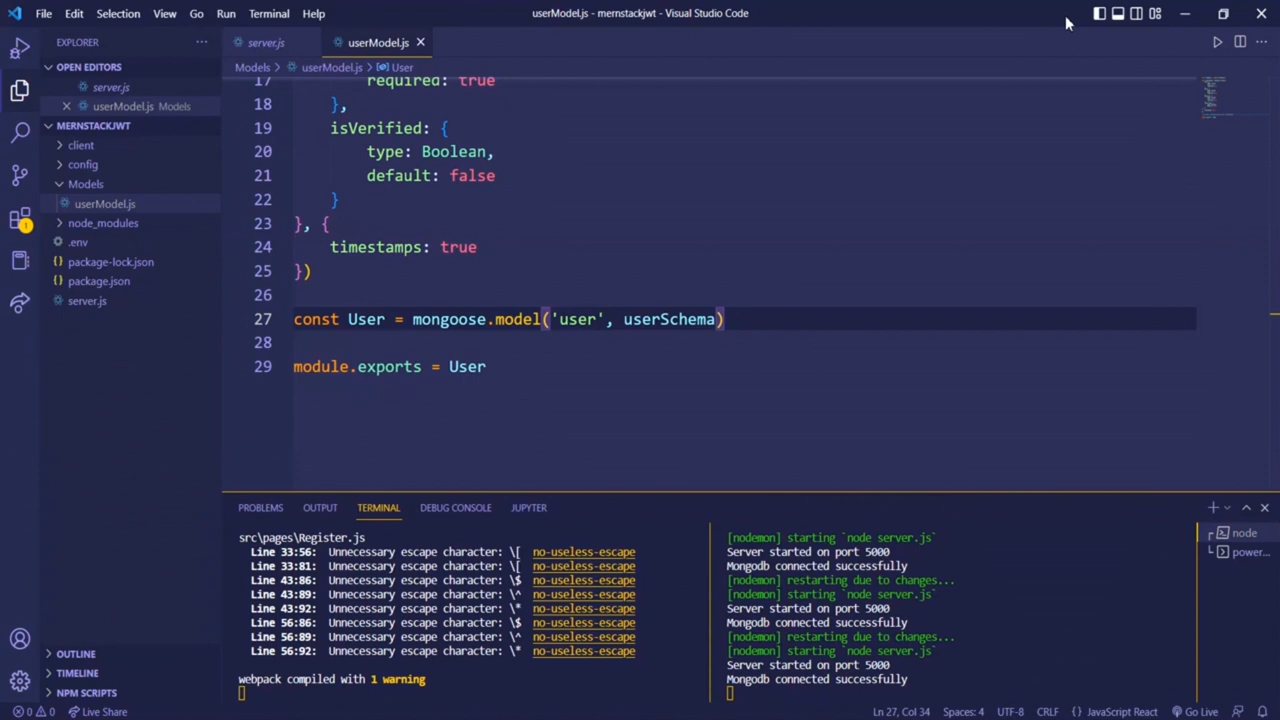 File Edit Selection View Go Run Terminal Help
userModel.js - mernstackjwt - Visual Studio Code
EXPLORER
server.js
userModel.js
OPEN EDITORS
server.js
userModel.js Models
MERNSTACKJWT
client
config
Models
userModel.js
node_modules
.env
package-lock.json
package.json
server.js
OUTLINE
TIMELINE
NPM SCRIPTS
1
Models > userModel.js > User
17 required: true
18 },
19 isVerified: {
20 type: Boolean,
21 default: false
22 }
23 }, {
24 timestamps: true
25 })
26
27 const User = mongoose.model('user', userSchema)
28
29 module.exports = User
PROBLEMS OUTPUT TERMINAL DEBUG CONSOLE JUPYTER
src\pages\Register.js
Line 33:56: Unnecessary escape character: \[ no-useless-escape
Line 33:81: Unnecessary escape character: \[ no-useless-escape
Line 43:86: Unnecessary escape character: \$ no-useless-escape
Line 43:89: Unnecessary escape character: \^ no-useless-escape
Line 43:92: Unnecessary escape character: \* no-useless-escape
Line 56:86: Unnecessary escape character: \$ no-useless-escape
Line 56:89: Unnecessary escape character: \^ no-useless-escape
Line 56:92: Unnecessary escape character: \* no-useless-escape
webpack compiled with 1 warning
[nodemon] starting `node server.js`
Server started on port 5000
Mongodb connected successfully
[nodemon] restarting due to changes...
[nodemon] starting `node server.js`
Server started on port 5000
Mongodb connected successfully
[nodemon] restarting due to changes...
[nodemon] starting `node server.js`
Server started on port 5000
Mongodb connected successfully
node
power...
0 0 Live Share
Ln 27, Col 34 Spaces: 4 UTF-8 CRLF {} JavaScript React Go Live